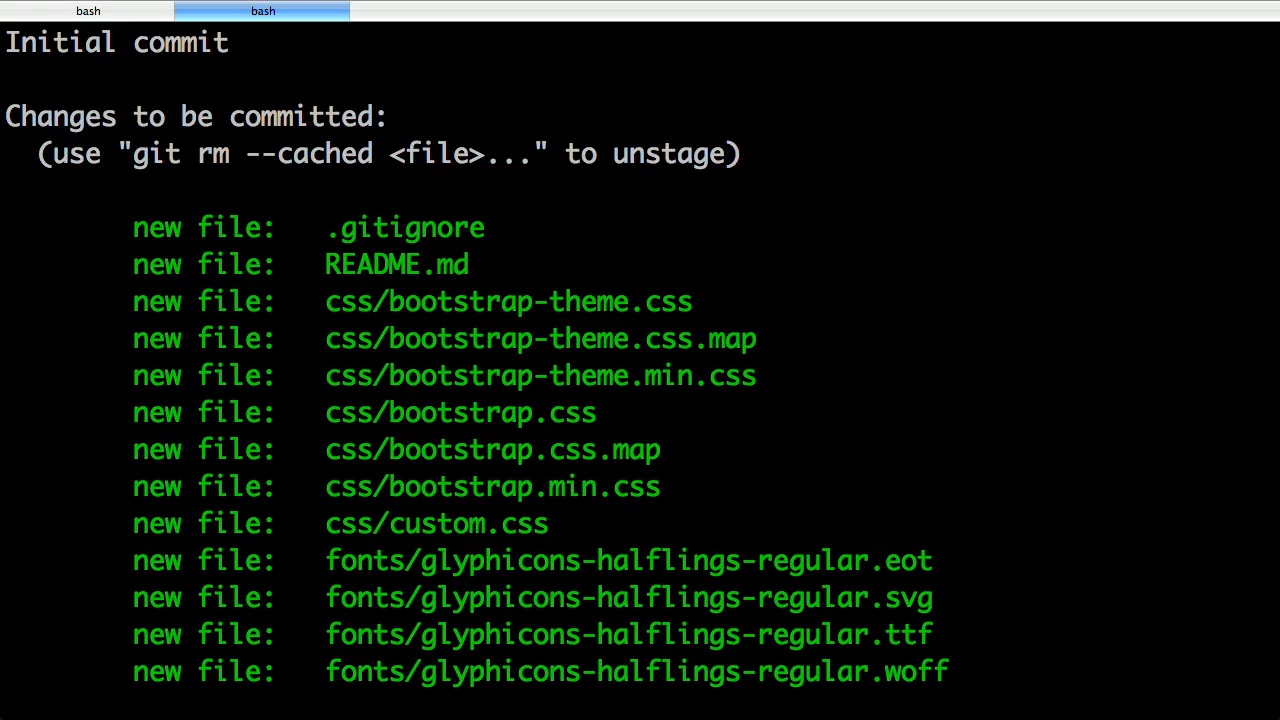 bash bash
Initial commit
Changes to be committed:
(use "git rm --cached <file>..." to unstage)
new file: .gitignore
new file: README.md
new file: css/bootstrap-theme.css
new file: css/bootstrap-theme.css.map
new file: css/bootstrap-theme.min.css
new file: css/bootstrap.css
new file: css/bootstrap.css.map
new file: css/bootstrap.min.css
new file: css/custom.css
new file: fonts/glyphicons-halflings-regular.eot
new file: fonts/glyphicons-halflings-regular.svg
new file: fonts/glyphicons-halflings-regular.ttf
new file: fonts/glyphicons-halflings-regular.woff